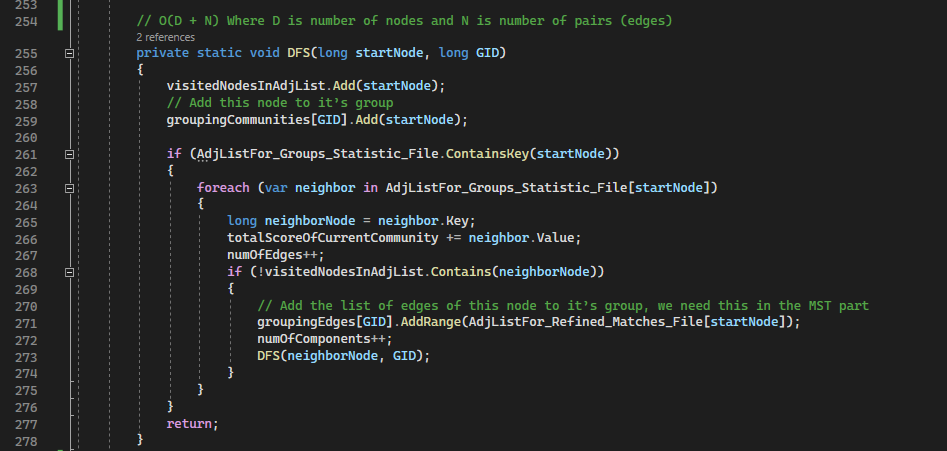 253
254 // O(D + N) Where D is number of nodes and N is number of pairs (edges)
2 references
255 private static void DFS(long startNode, long GID)
256 {
257 visitedNodesInAdjList.Add(startNode);
258 // Add this node to it's group
259 groupingCommunities[GID].Add(startNode);
260
261 if (AdjListFor_Groups_Statistic_File.ContainsKey(startNode))
262 {
263 foreach (var neighbor in AdjListFor_Groups_Statistic_File[startNode])
264 {
265 long neighborNode = neighbor.Key;
266 totalScoreOfCurrentCommunity += neighbor.Value;
267 numOfEdges++;
268 if (!visitedNodesInAdjList.Contains(neighborNode))
269 {
270 // Add the list of edges of this node to it's group, we need this in the MST part
271 groupingEdges[GID].AddRange(AdjListFor_Refined_Matches_File[startNode]);
272 numOfComponents++;
273 DFS(neighborNode, GID);
274 }
275 }
276 }
277 return;
278 }